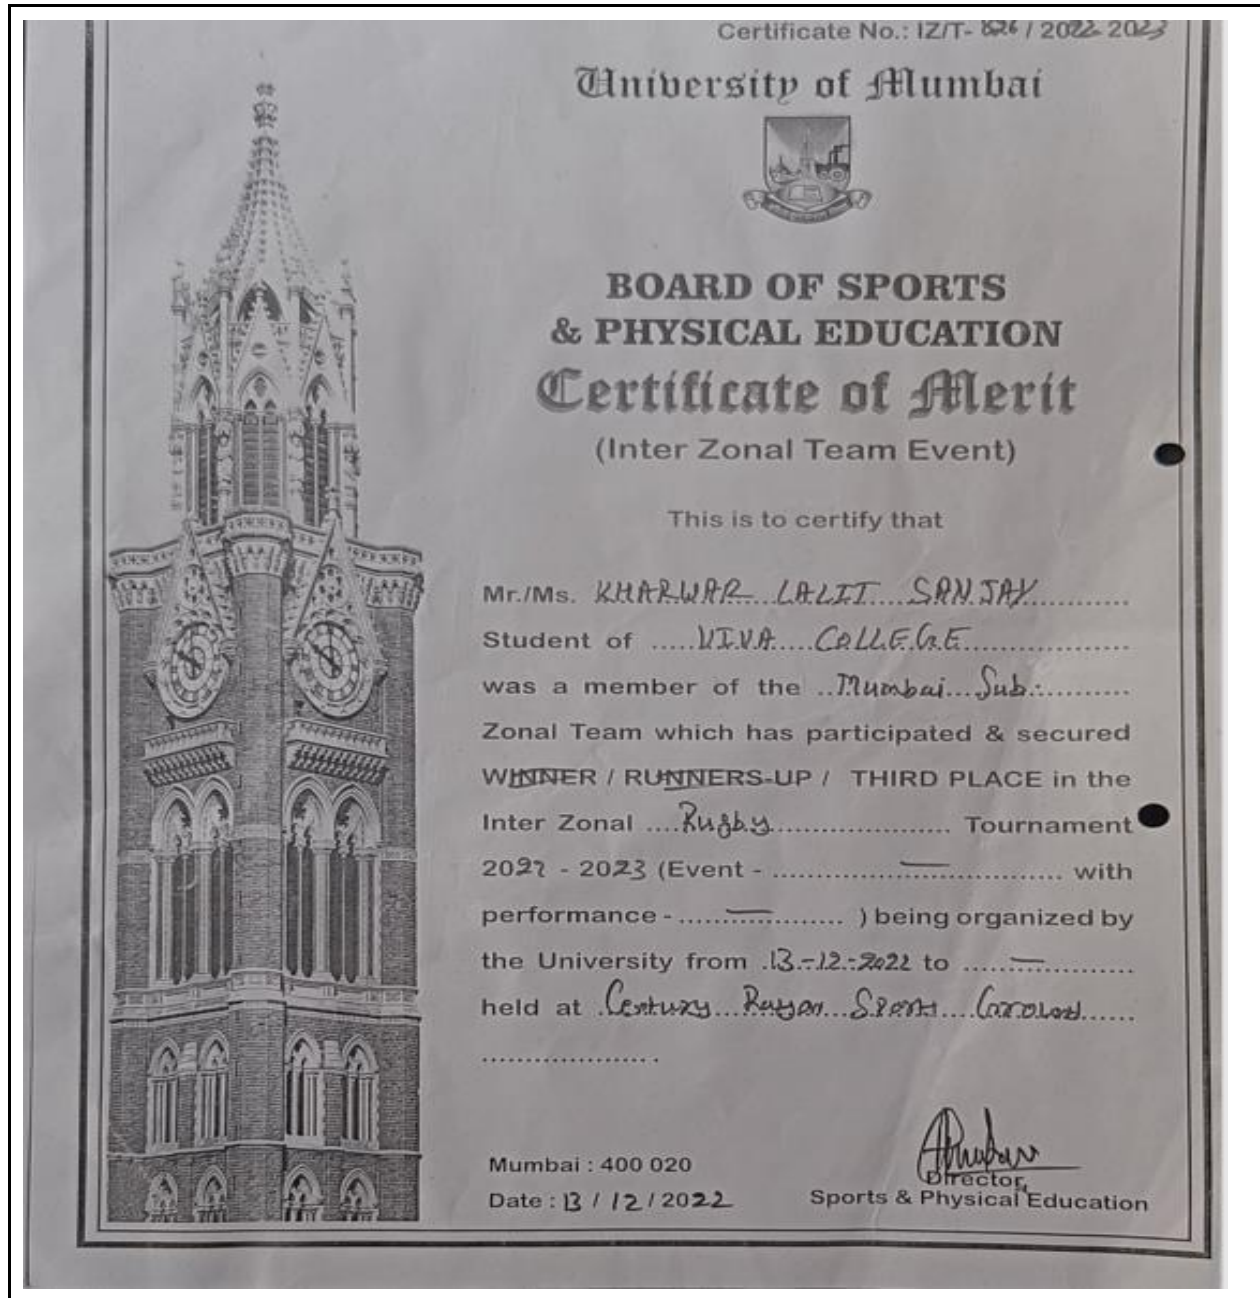 Certificate No.: IZ/T- 826 / 2022 2023
University of Mumbai
BOARD OF SPORTS
& PHYSICAL EDUCATION
Certificate of Merit
(Inter Zonal Team Event)
This is to certify that
Mr./Ms. KHARWAR LALIT SANJAY
Student of VIVA COLLEGE
was a member of the Mumbai Sub.
Zonal Team which has participated & secured
WINNER / RUNNERS-UP / THIRD PLACE in the
Inter Zonal Rugby Tournament
2022 - 2023 (Event - — with
performance - — ) being organized by
the University from 13-12-2022 to —
held at Century Rayon Sports Ground
Mumbai : 400 020
Date : 13 / 12 / 2022
Director,
Sports & Physical Education